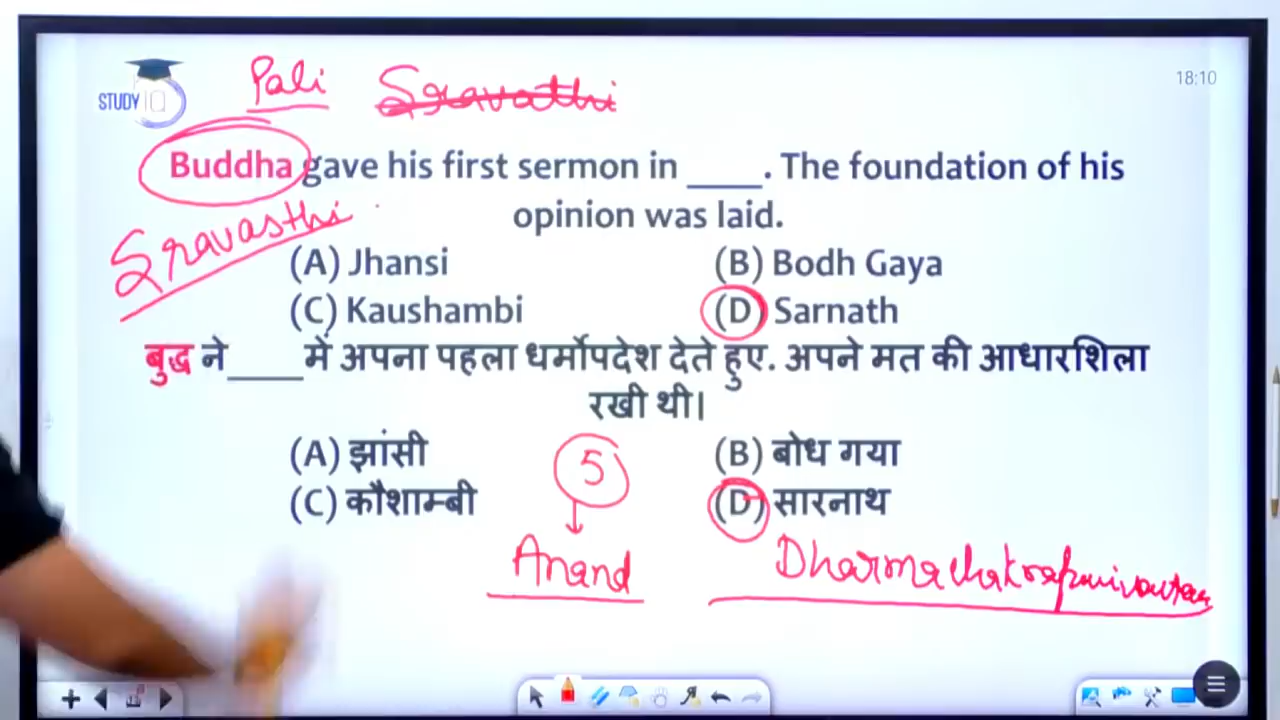 Pali Sravathi
18:10
STUDY IQ
Buddha gave his first sermon in ____. The foundation of his
opinion was laid.
Sravasthi
(A) Jhansi (B) Bodh Gaya
(C) Kaushambi (D) Sarnath
बुद्ध ने____में अपना पहला धर्मोपदेश देते हुए. अपने मत की आधारशिला
रखी थी।
(A) झांसी (B) बोध गया
(C) कौशाम्बी (D) सारनाथ
5
Anand